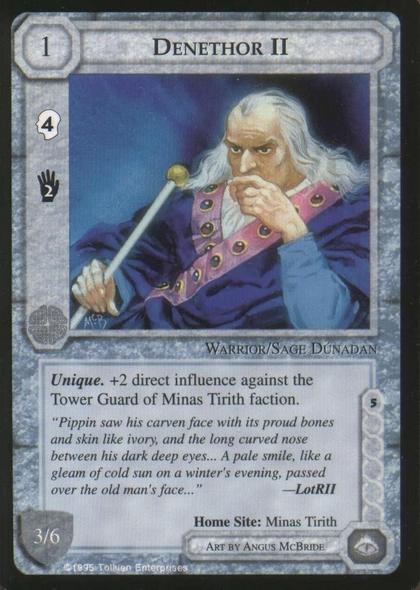 1
DENETHOR II
4
2
McB
WARRIOR/SAGE DÚNADAN
Unique. +2 direct influence against the
Tower Guard of Minas Tirith faction.
5
“Pippin saw his carven face with its proud bones
and skin like ivory, and the long curved nose
between his dark deep eyes... A pale smile, like a
gleam of cold sun on a winter's evening, passed
over the old man's face...” —LotRII
Home Site: Minas Tirith
3/6
ART BY ANGUS MCBRIDE
©1995 Tolkien Enterprises